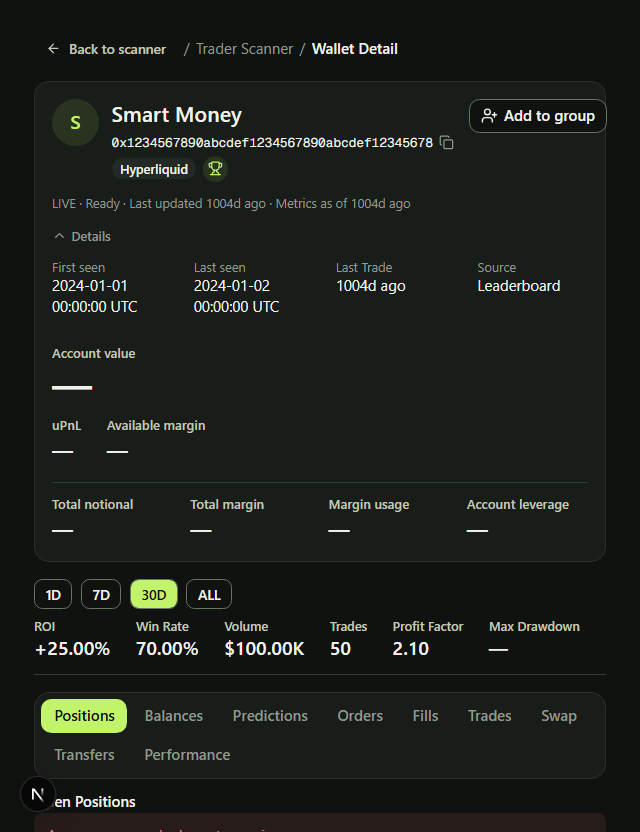 Back to scanner / Trader Scanner / Wallet Detail
S
Smart Money
Add to group
0x1234567890abcdef1234567890abcdef12345678
Hyperliquid
LIVE · Ready · Last updated 1004d ago · Metrics as of 1004d ago
Details
First seen Last seen Last Trade Source
2024-01-01 2024-01-02 1004d ago Leaderboard
00:00:00 UTC 00:00:00 UTC
Account value
—
uPnL Available margin
— —
Total notional Total margin Margin usage Account leverage
— — — —
1D 7D 30D ALL
ROI Win Rate Volume Trades Profit Factor Max Drawdown
+25.00% 70.00% $100.00K 50 2.10 —
Positions Balances Predictions Orders Fills Trades Swap
Transfers Performance
N
en Positions